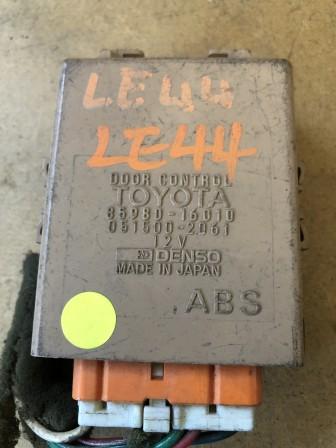 LE44
LE44
DOOR CONTROL
TOYOTA
85980-16010
051500-2061
12V
DENSO
MADE IN JAPAN
ABS